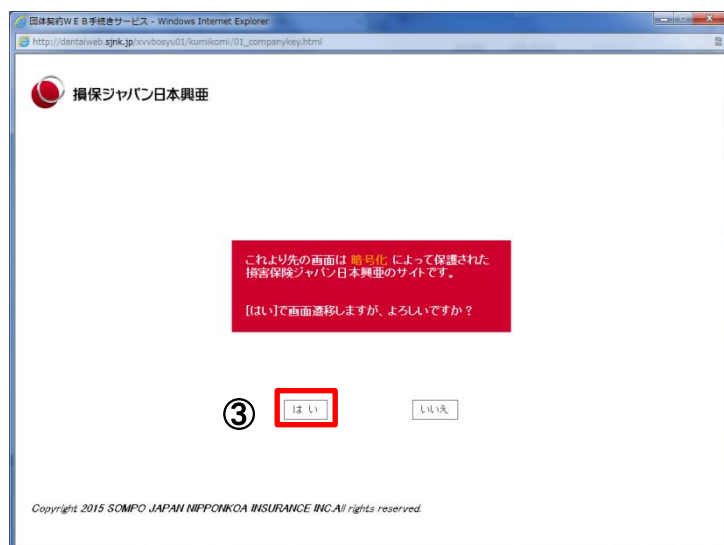 団体契約WEB手続きサービス - Windows Internet Explorer
http://dantaiweb.sjnk.jp/xvvbosyu01/kumikomi/01_companykey.html
損保ジャパン日本興亜
これより先の画面は 暗号化 によって保護された
損害保険ジャパン日本興亜のサイトです。
[はい]で画面遷移しますが、よろしいですか？
③ はい いいえ
Copyright 2015 SOMPO JAPAN NIPPONKOA INSURANCE INC.All rights reserved.